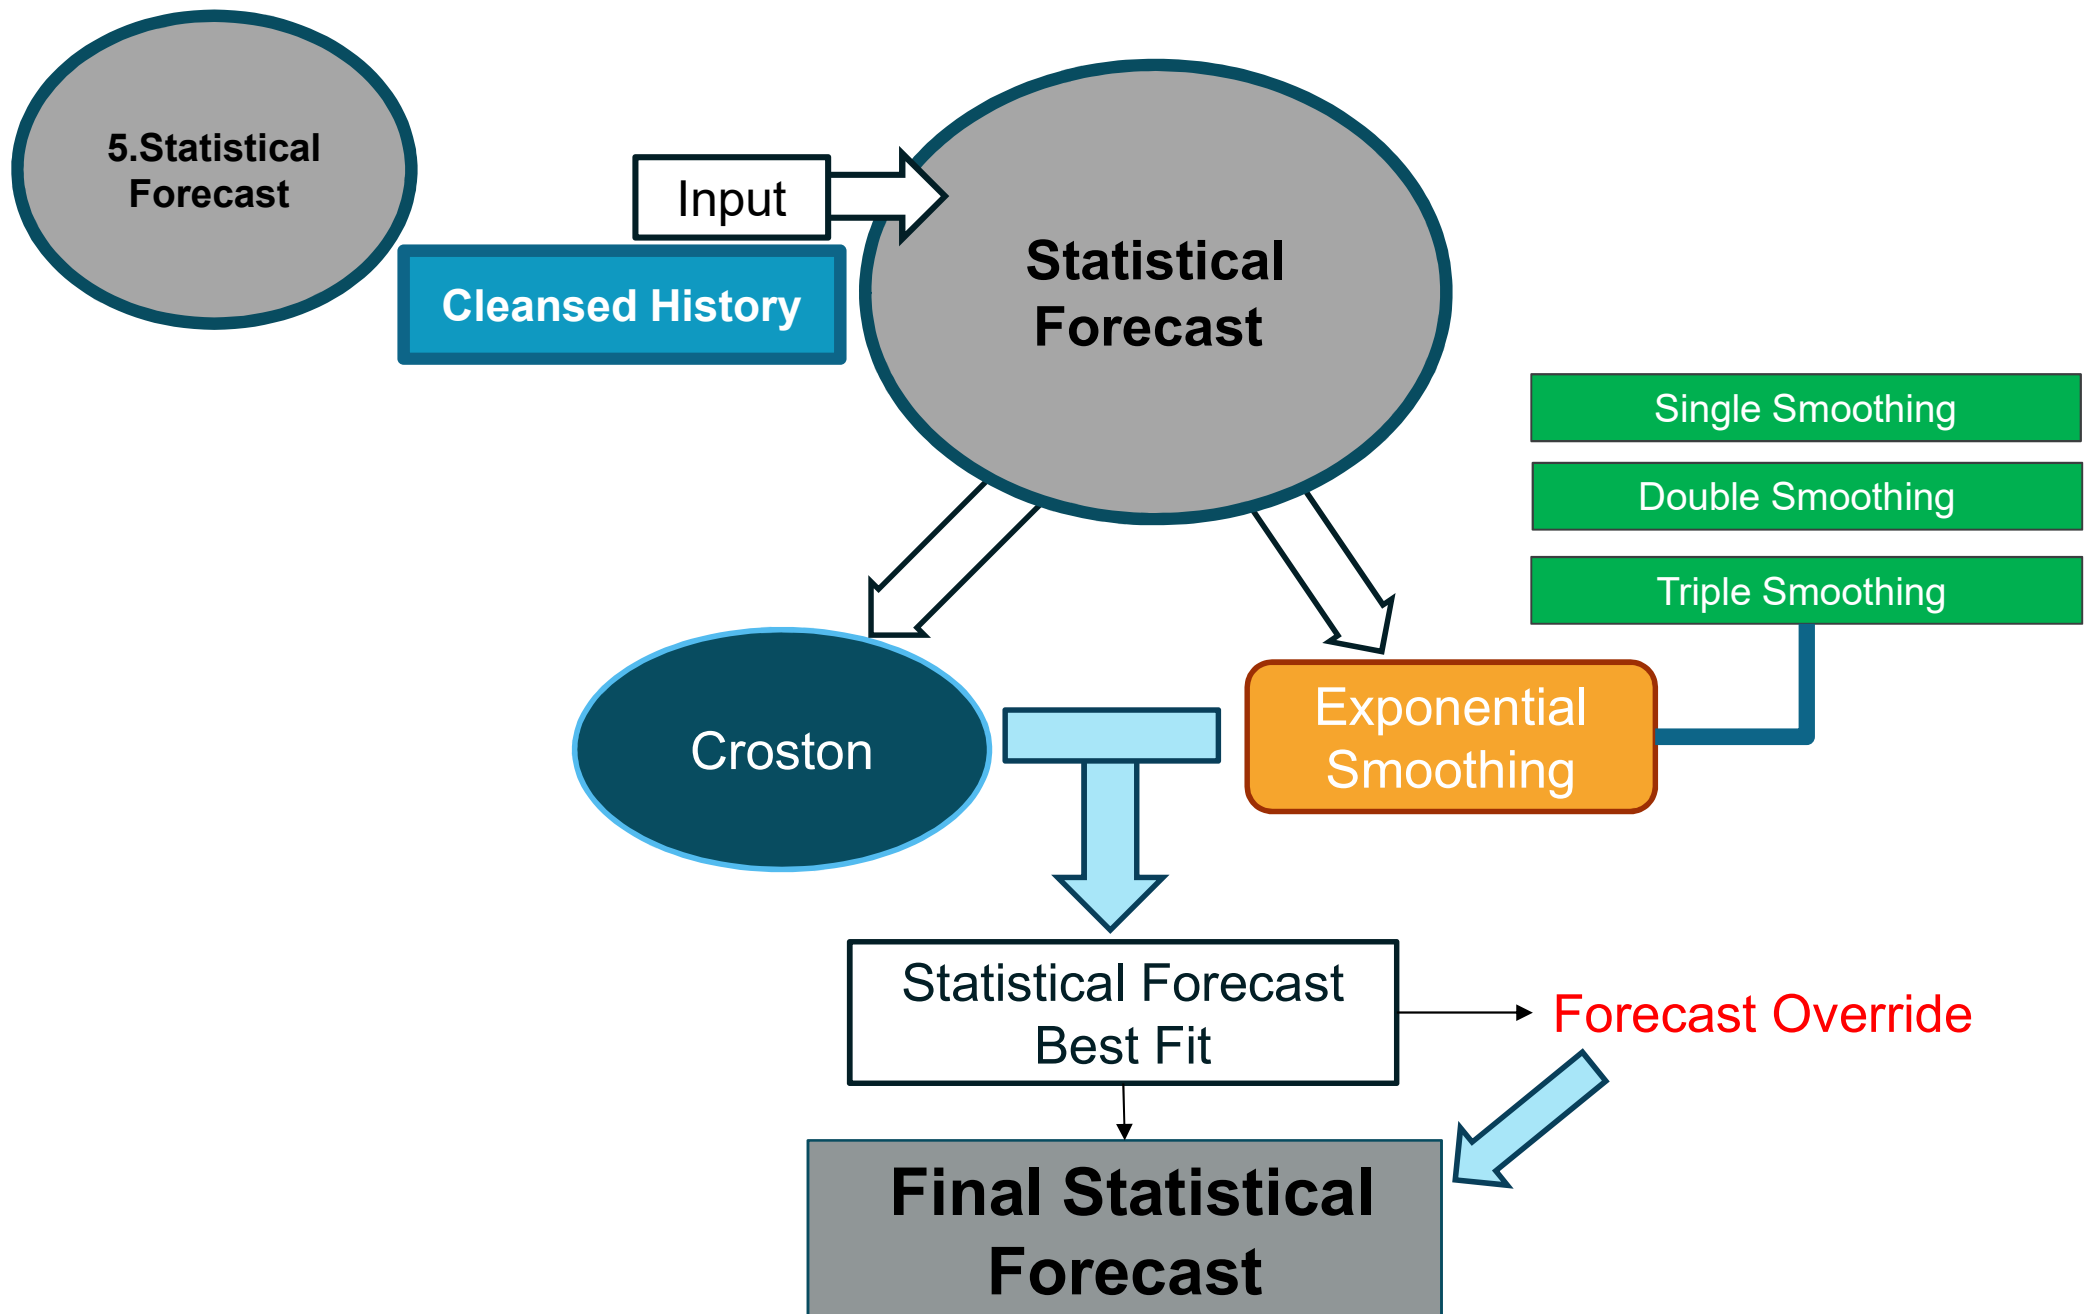 5.Statistical
Forecast
Input
Cleansed History
Statistical
Forecast
Single Smoothing
Double Smoothing
Triple Smoothing
Croston
Exponential
Smoothing
Statistical Forecast
Best Fit
Forecast Override
Final Statistical
Forecast